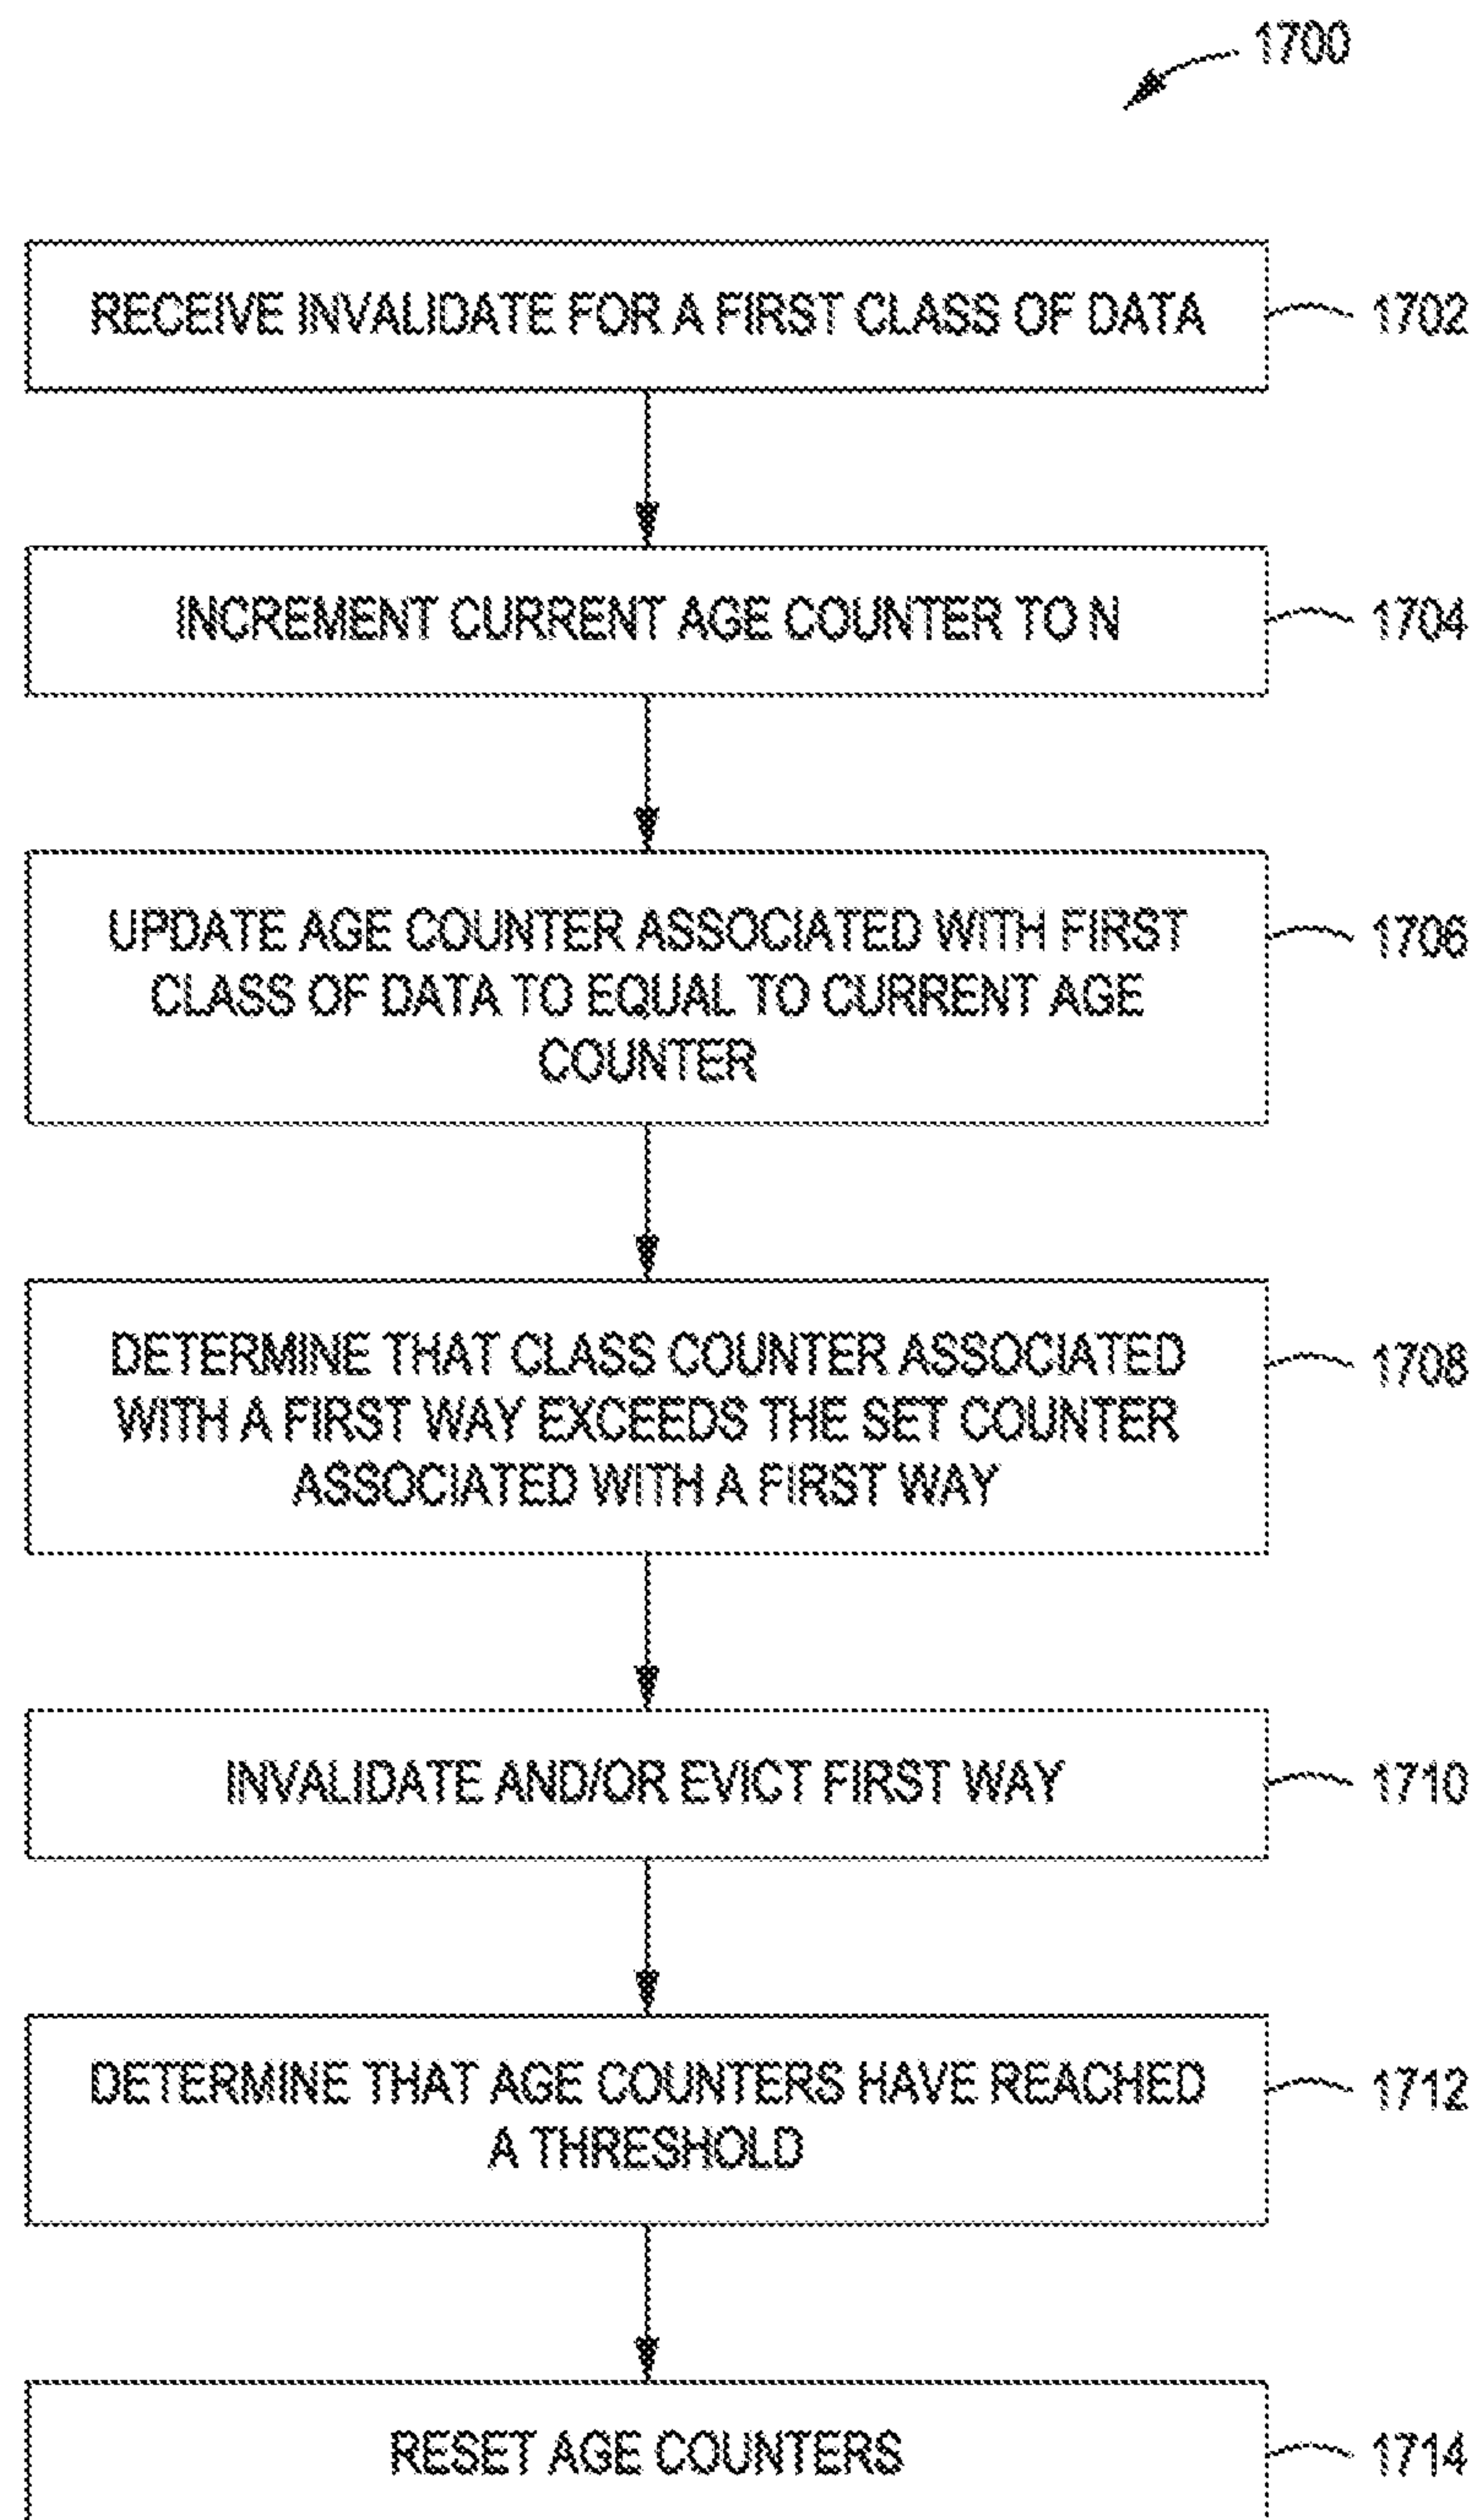 1700
RECEIVE INVALIDATE FOR A FIRST CLASS OF DATA
1702
INCREMENT CURRENT AGE COUNTER TO N
1704
UPDATE AGE COUNTER ASSOCIATED WITH FIRST
CLASS OF DATA TO EQUAL TO CURRENT AGE
COUNTER
1706
DETERMINE THAT CLASS COUNTER ASSOCIATED
WITH A FIRST WAY EXCEEDS THE SET COUNTER
ASSOCIATED WITH A FIRST WAY
1708
INVALIDATE AND/OR EVICT FIRST WAY
1710
DETERMINE THAT AGE COUNTERS HAVE REACHED
A THRESHOLD
1712
RESET AGE COUNTERS
1714